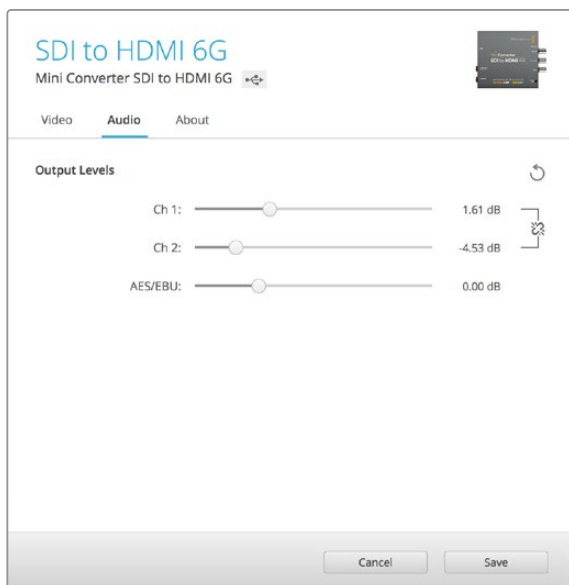 SDI to HDMI 6G
Mini Converter SDI to HDMI 6G
Video Audio About
Output Levels
Ch 1: 1.61 dB
Ch 2: -4.53 dB
AES/EBU: 0.00 dB
Cancel Save